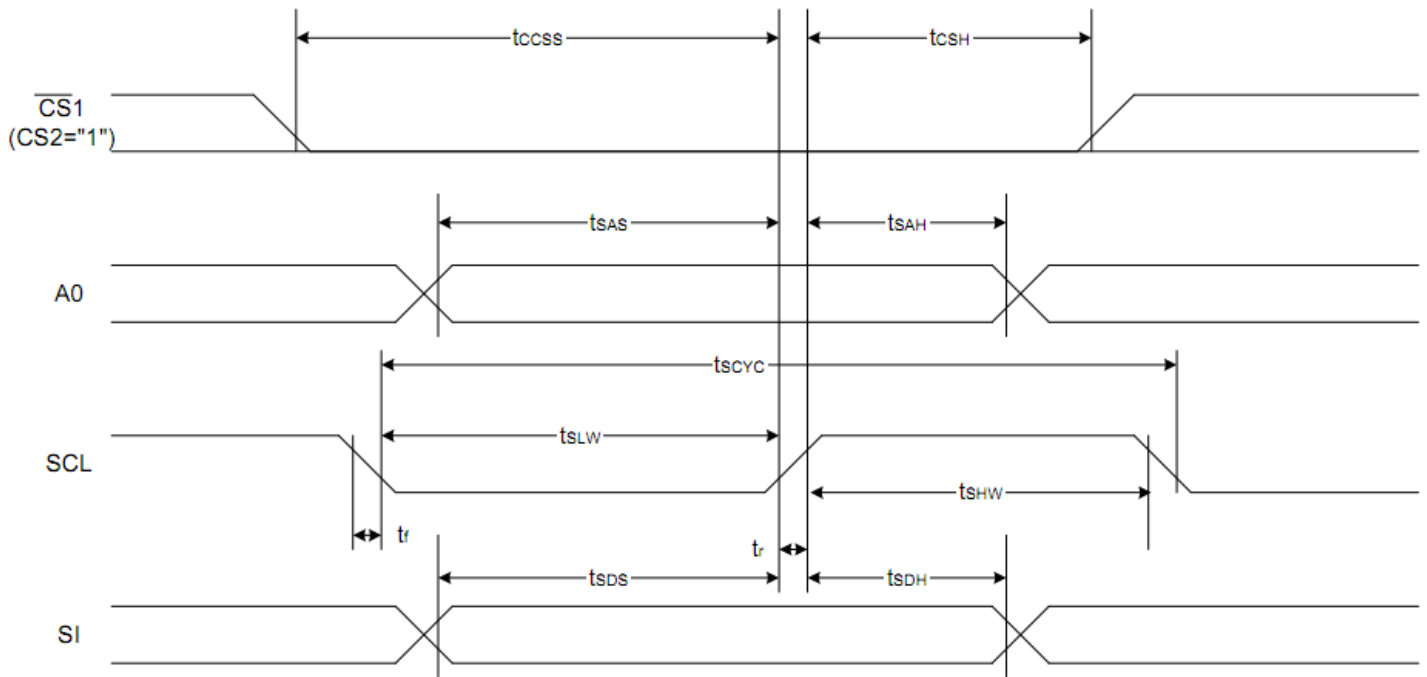 tCCSS
tCSH
CS1
(CS2="1")
tSAS
tSAH
A0
tSCYC
tSLW
SCL
tSHW
tf
tr
tSDS
tSDH
SI